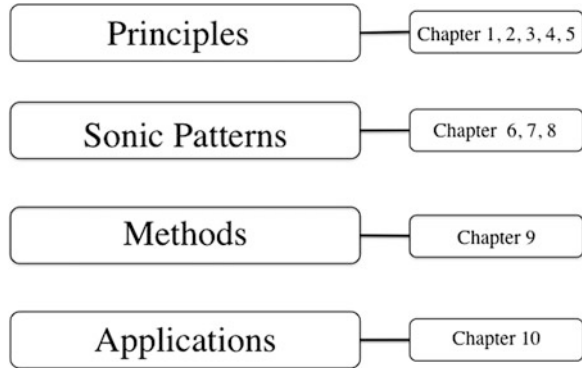 Principles
Chapter 1, 2, 3, 4, 5
Sonic Patterns
Chapter 6, 7, 8
Methods
Chapter 9
Applications
Chapter 10